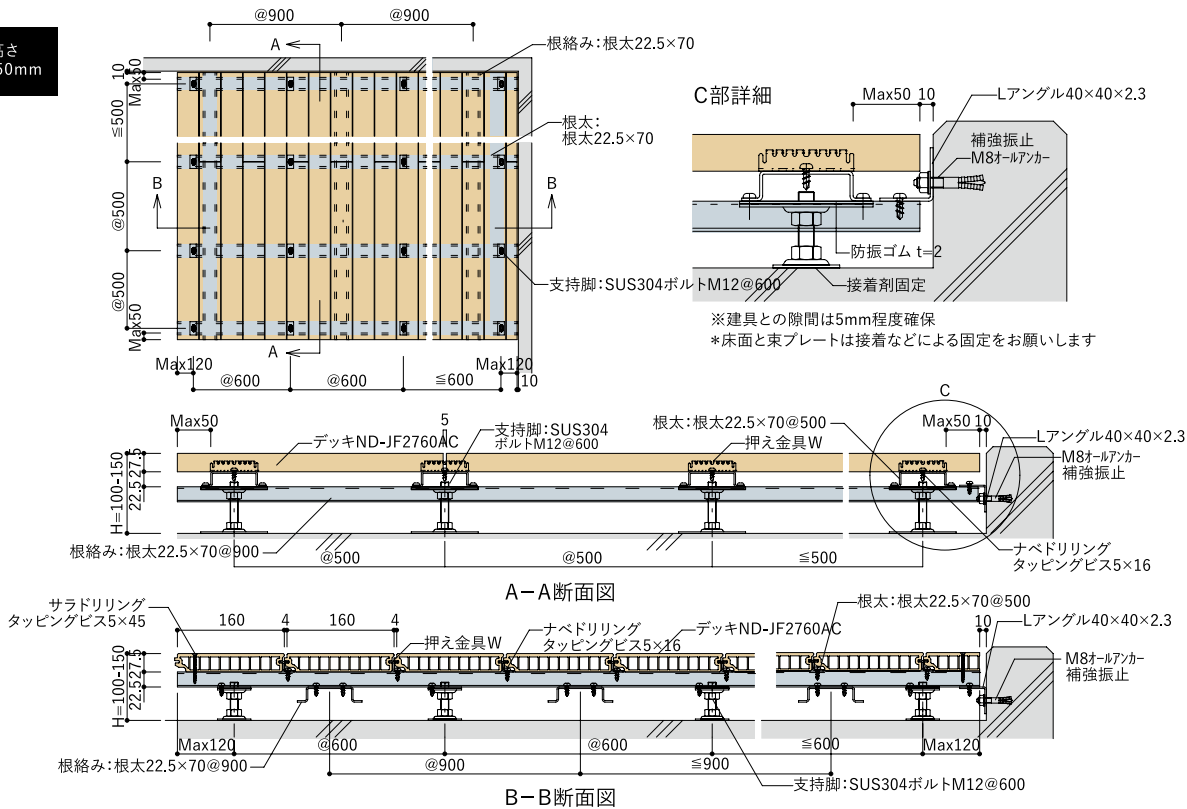 高さ
50mm
@900
@900
A
根絡み：根太22.5×70
10
Max50
≦500
根太：
根太22.5×70
B
B
@500
@500
支持脚：SUS304ボルトM12@600
Max50
A
Max120
Max120
@600
@600
≦600
10
C部詳細
Max50
10
Lアングル40×40×2.3
補強振止
M8オールアンカー
防振ゴム t=2
接着剤固定
※建具との隙間は5mm程度確保
*床面と束プレートは接着などによる固定をお願いします
Max50
デッキND-JF2760AC
5
支持脚：SUS304
ボルトM12@600
根太：根太22.5×70@500
押え金具W
C
Max50
10
Lアングル40×40×2.3
M8オールアンカー
補強振止
H=100-150
22.5
27.5
根絡み：根太22.5×70@900
@500
@500
≦500
ナベドリリング
タッピングビス5×16
A−A断面図
サラドリリング
タッピングビス5×45
160
4
160
4
押え金具W
ナベドリリング
タッピングビス5×16
デッキND-JF2760AC
根太：根太22.5×70@500
10
Lアングル40×40×2.3
M8オールアンカー
補強振止
H=100-150
22.5
27.5
Max120
@600
@600
≦600
Max120
根絡み：根太22.5×70@900
@900
≦900
支持脚：SUS304ボルトM12@600
B−B断面図